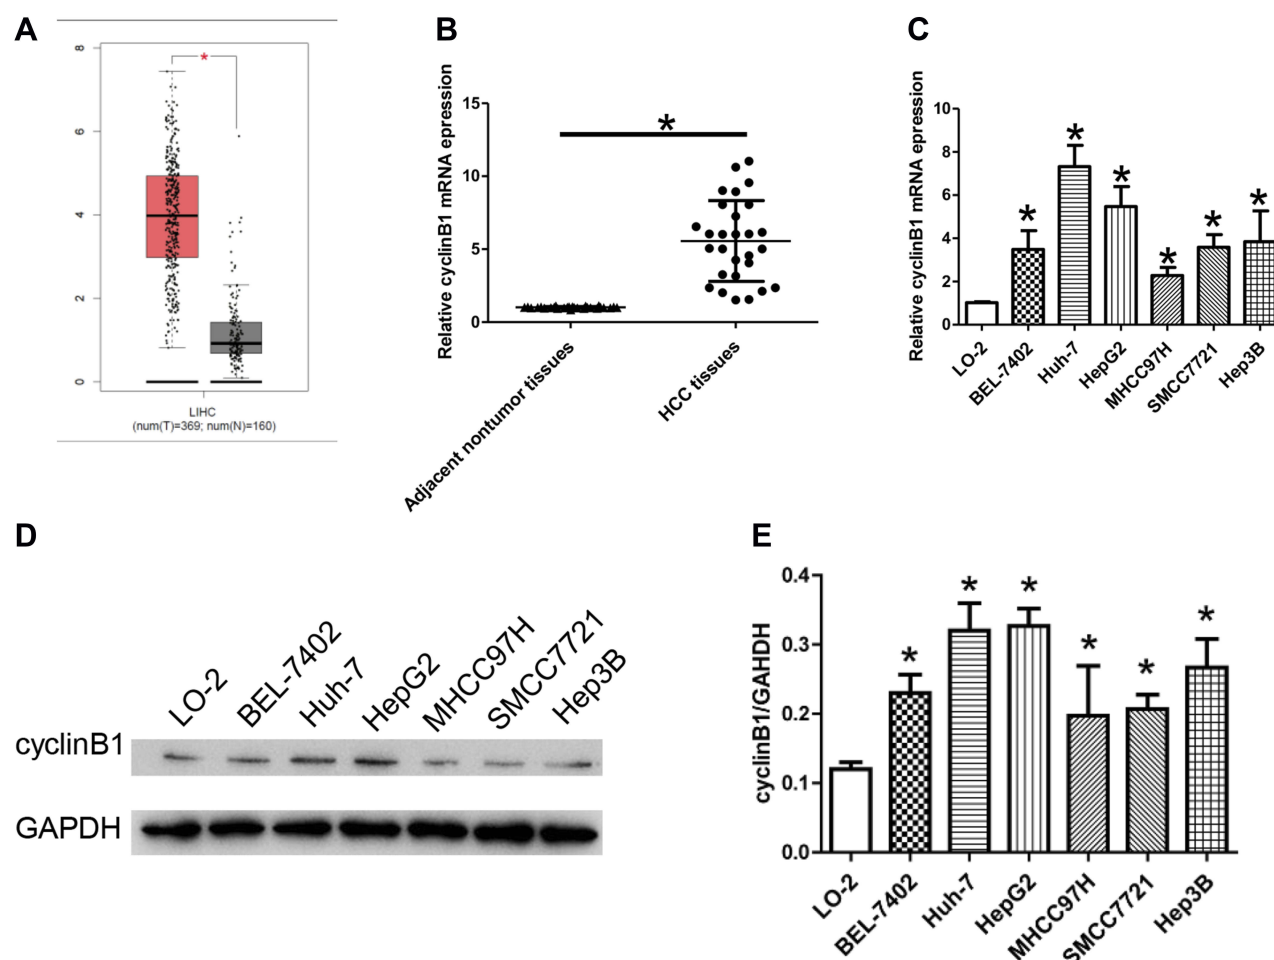 A
8
6
4
2
0
*
LIHC
(num(T)=369; num(N)=160)
B
Relative cyclinB1 mRNA epression
15
10
5
0
*
Adjacent nontumor tissues
HCC tissues
C
Relative cyclinB1 mRNA epression
10
8
6
4
2
0
* * * * * *
LO-2
BEL-7402
Huh-7
HepG2
MHCC97H
SMCC7721
Hep3B
D
LO-2
BEL-7402
Huh-7
HepG2
MHCC97H
SMCC7721
Hep3B
cyclinB1
GAPDH
E
cyclinB1/GAHDH
0.4
0.3
0.2
0.1
0.0
* * * * * *
LO-2
BEL-7402
Huh-7
HepG2
MHCC97H
SMCC7721
Hep3B